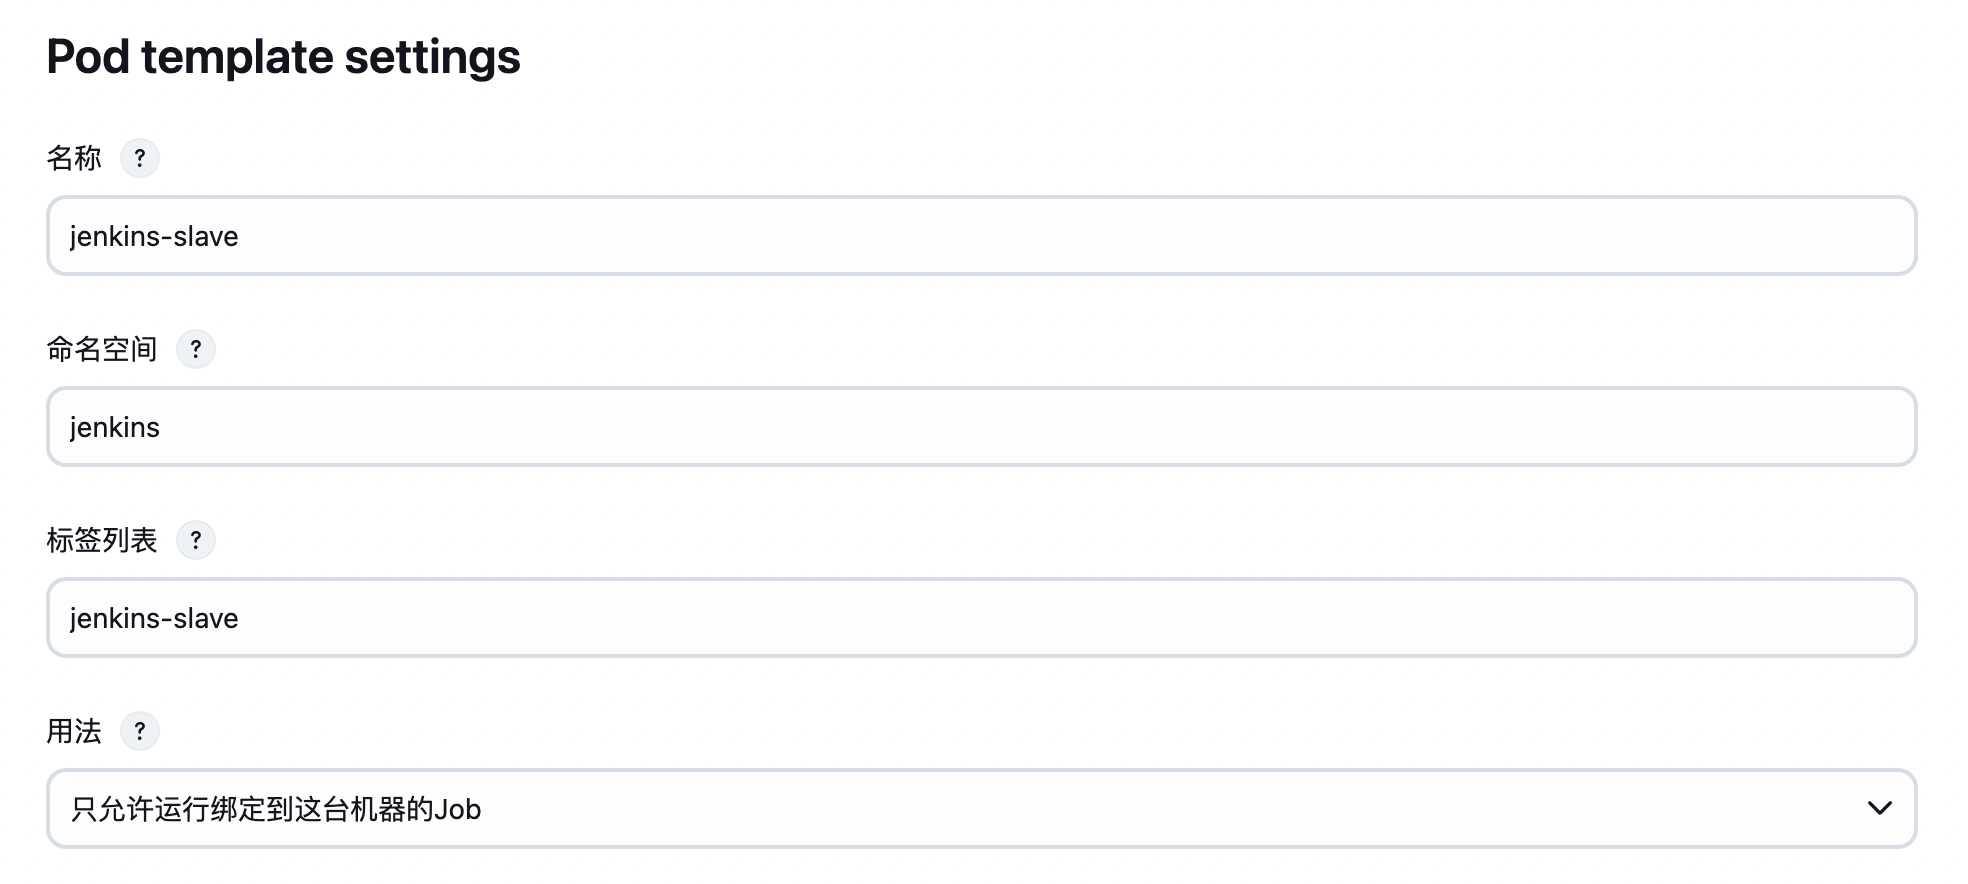 Pod template settings
名称 ?
jenkins-slave
命名空间 ?
jenkins
标签列表 ?
jenkins-slave
用法 ?
只允许运行绑定到这台机器的Job